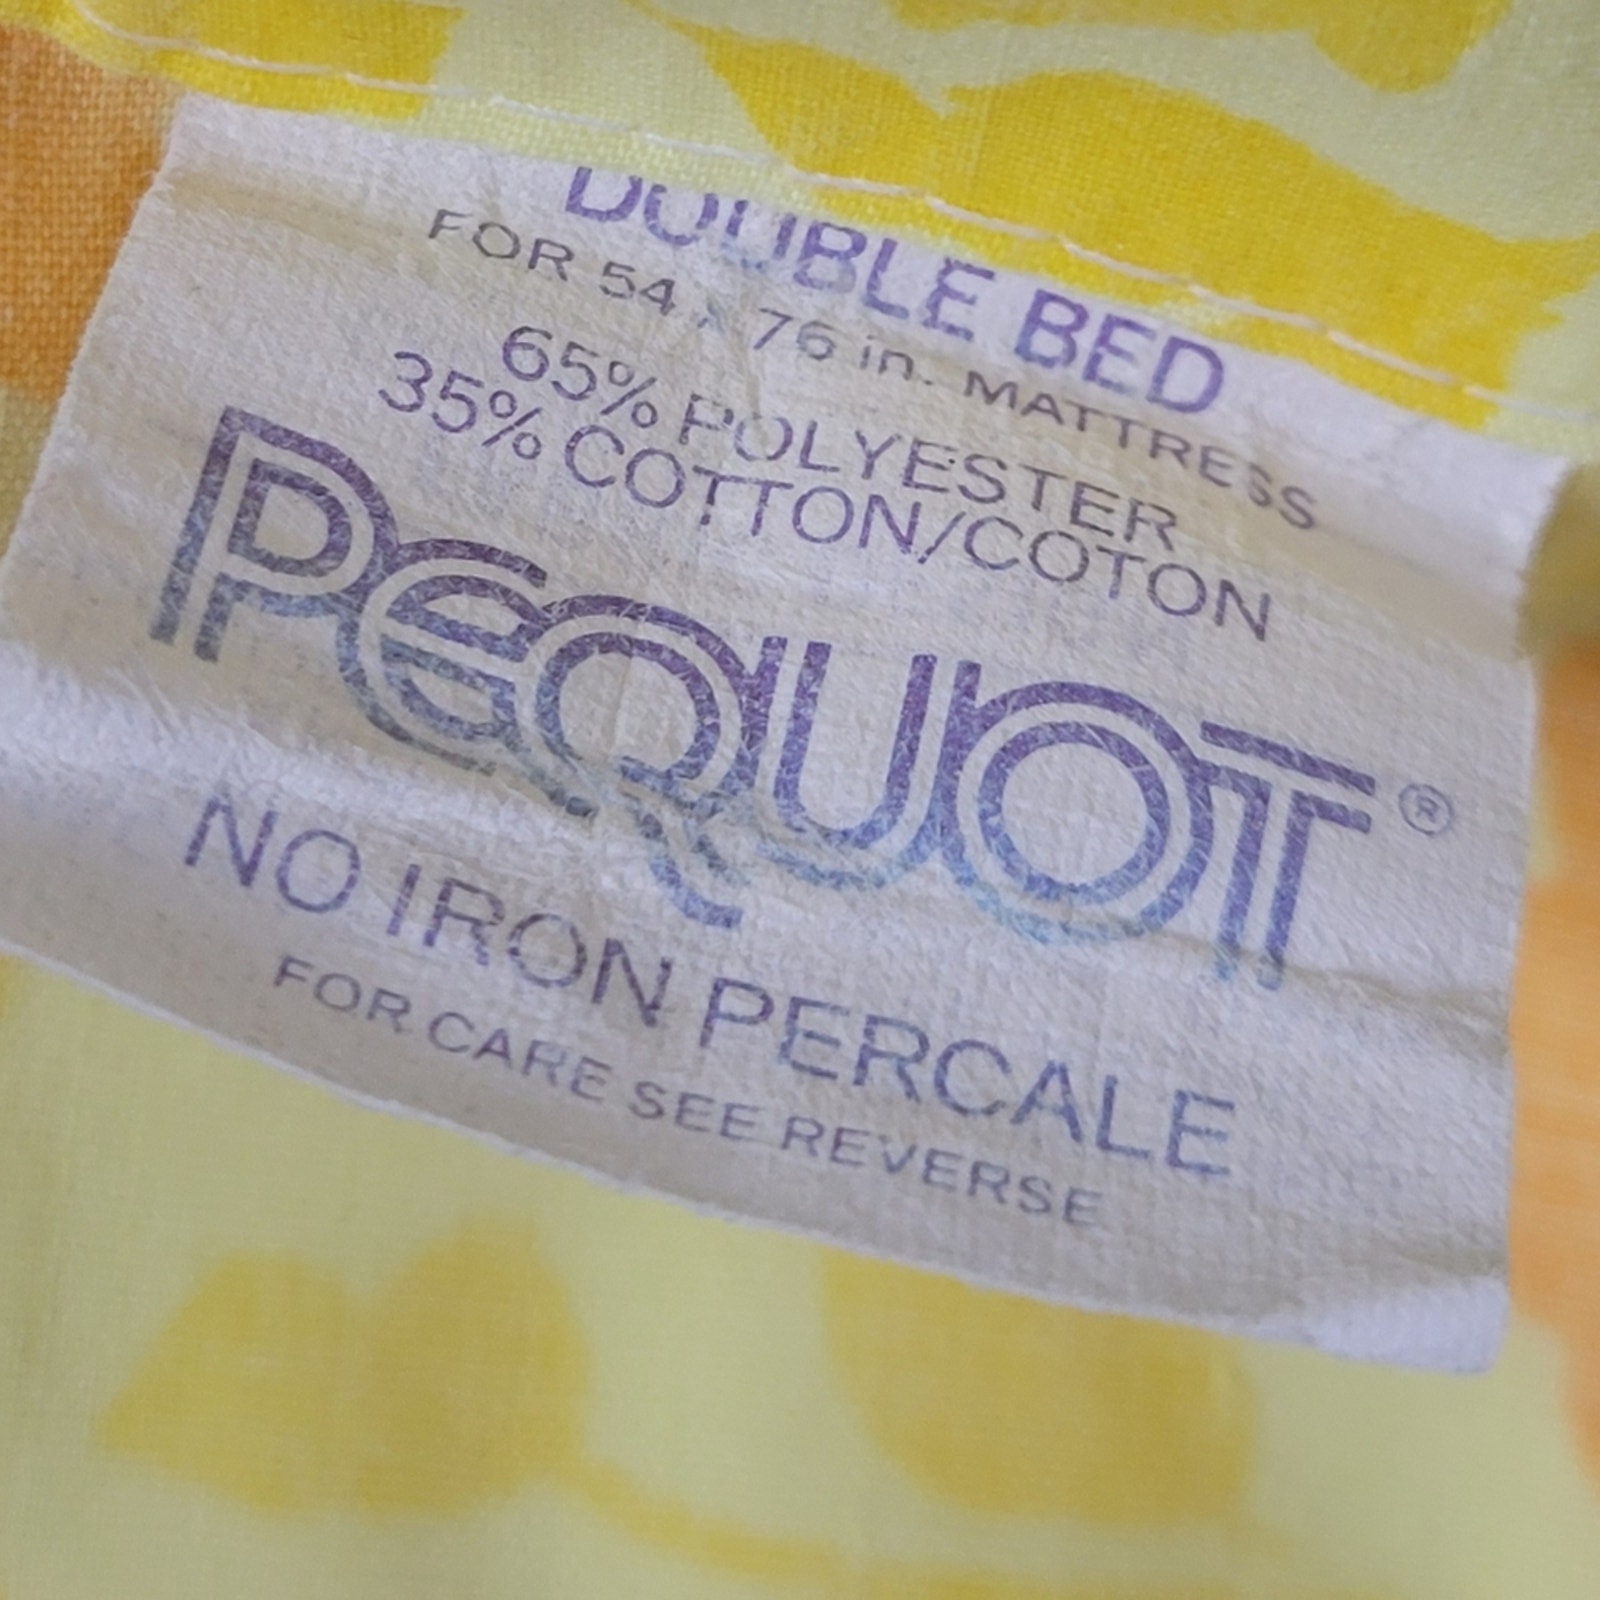 DOUBLE BED
FOR 54 x 76 in. MATTRESS
65% POLYESTER
35% COTTON/COTON
PEQUOT®
NO IRON PERCALE
FOR CARE SEE REVERSE